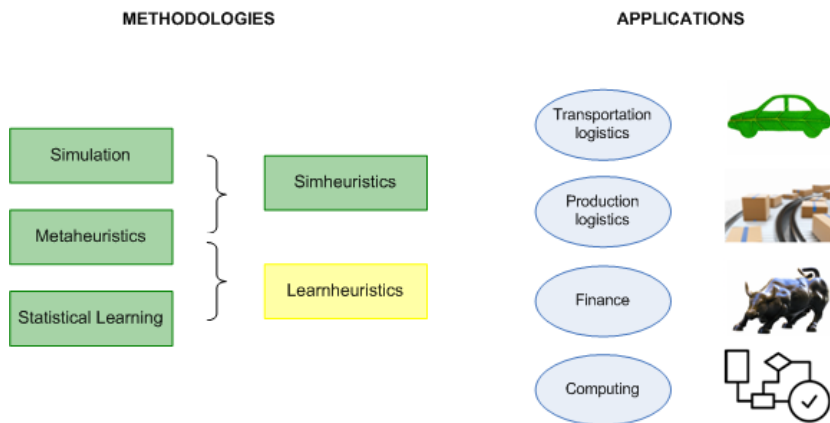 METHODOLOGIES
APPLICATIONS
Simulation
Metaheuristics
Statistical Learning
Simheuristics
Learnheuristics
Transportation
logistics
Production
logistics
Finance
Computing